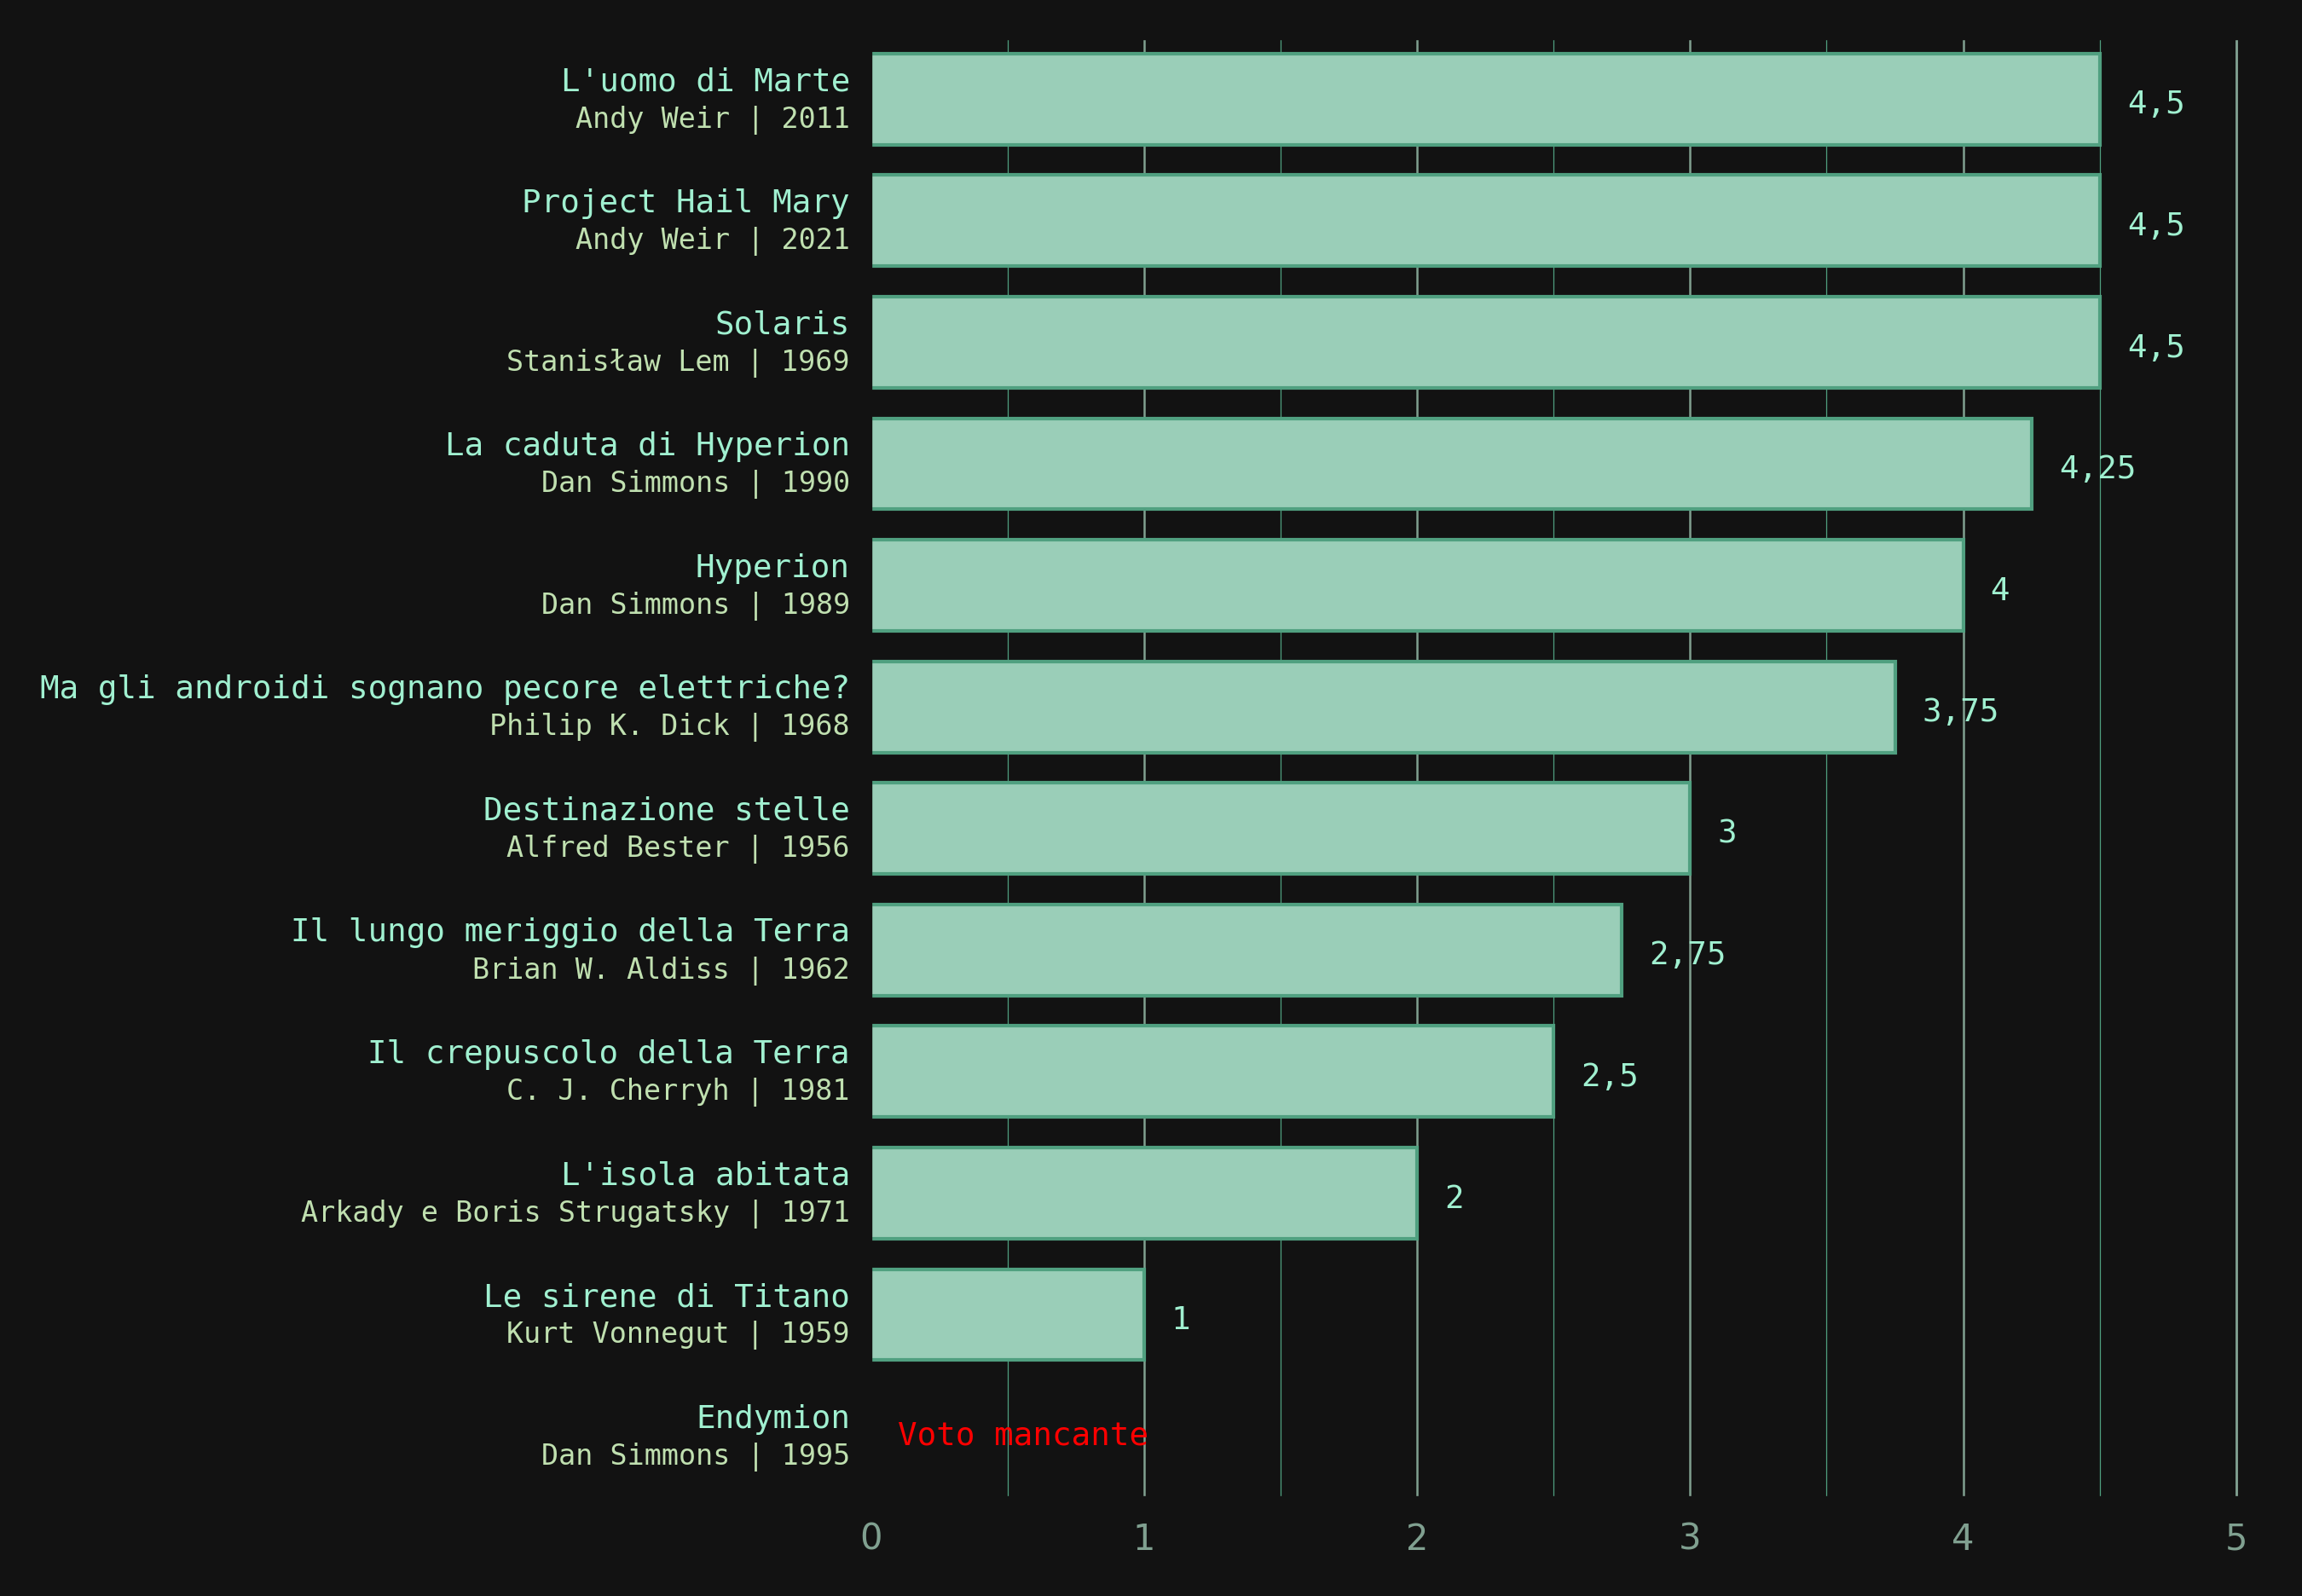 L'uomo di Marte
Andy Weir | 2011
4,5
Project Hail Mary
Andy Weir | 2021
4,5
Solaris
Stanisław Lem | 1969
4,5
La caduta di Hyperion
Dan Simmons | 1990
4,25
Hyperion
Dan Simmons | 1989
4
Ma gli androidi sognano pecore elettriche?
Philip K. Dick | 1968
3,75
Destinazione stelle
Alfred Bester | 1956
3
Il lungo meriggio della Terra
Brian W. Aldiss | 1962
2,75
Il crepuscolo della Terra
C. J. Cherryh | 1981
2,5
L'isola abitata
Arkady e Boris Strugatsky | 1971
2
Le sirene di Titano
Kurt Vonnegut | 1959
1
Endymion
Dan Simmons | 1995
Voto mancante
0 1 2 3 4 5